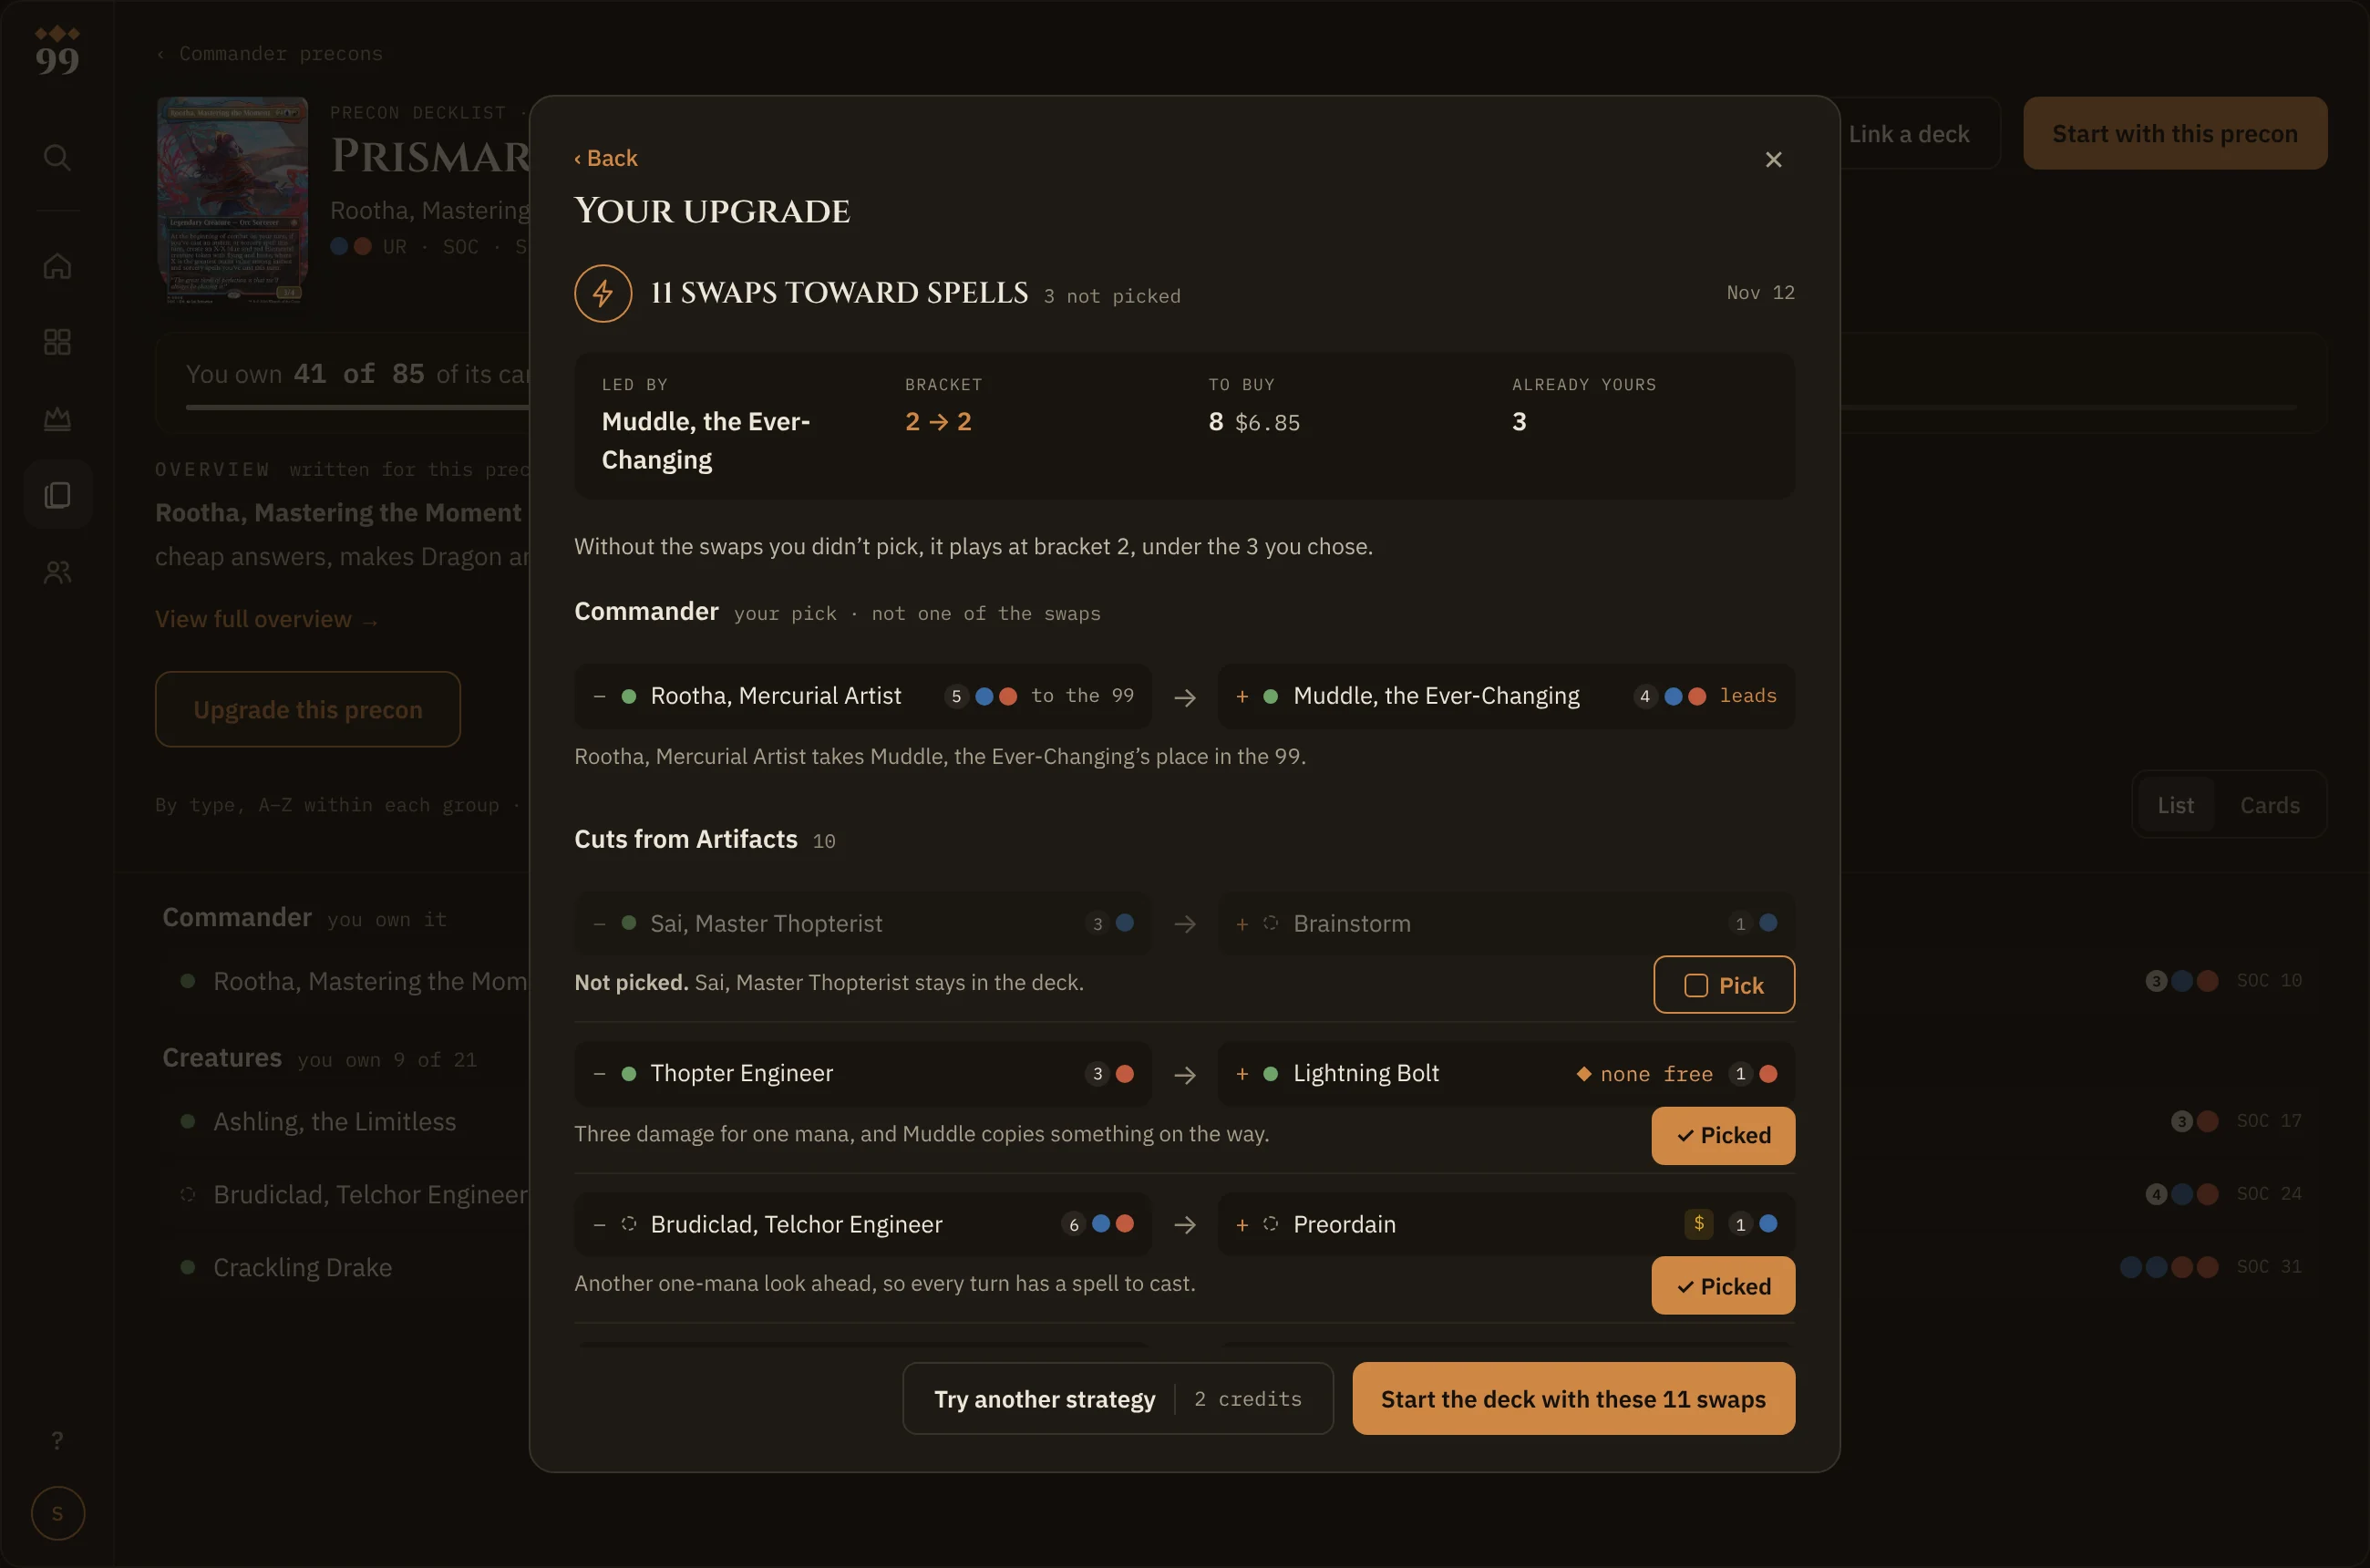 99
‹ Commander precons
PRECON DECKLIST ·
PRISMAR
Rootha, Mastering
UR · SOC · S
Link a deck
Start with this precon
You own 41 of 85 of its car
OVERVIEW written for this prec
Rootha, Mastering the Moment
cheap answers, makes Dragon ar
View full overview →
Upgrade this precon
By type, A–Z within each group ·
List
Cards
Commander you own it
Rootha, Mastering the Mom
3
SOC 10
Creatures you own 9 of 21
Ashling, the Limitless
3
SOC 17
Brudiclad, Telchor Engineer
4
SOC 24
Crackling Drake
SOC 31
?
S
‹ Back
×
YOUR UPGRADE
11 SWAPS TOWARD SPELLS 3 not picked
Nov 12
LED BY
Muddle, the Ever-
Changing
BRACKET
2 → 2
TO BUY
8 $6.85
ALREADY YOURS
3
Without the swaps you didn’t pick, it plays at bracket 2, under the 3 you chose.
Commander your pick · not one of the swaps
− Rootha, Mercurial Artist 5 to the 99 → + Muddle, the Ever-Changing 4 leads
Rootha, Mercurial Artist takes Muddle, the Ever-Changing’s place in the 99.
Cuts from Artifacts 10
− Sai, Master Thopterist 3 → + Brainstorm 1
Not picked. Sai, Master Thopterist stays in the deck.
Pick
− Thopter Engineer 3 → + Lightning Bolt ◆ none free 1
Three damage for one mana, and Muddle copies something on the way.
✓ Picked
− Brudiclad, Telchor Engineer 6 → + Preordain $ 1
Another one-mana look ahead, so every turn has a spell to cast.
✓ Picked
Try another strategy 2 credits
Start the deck with these 11 swaps